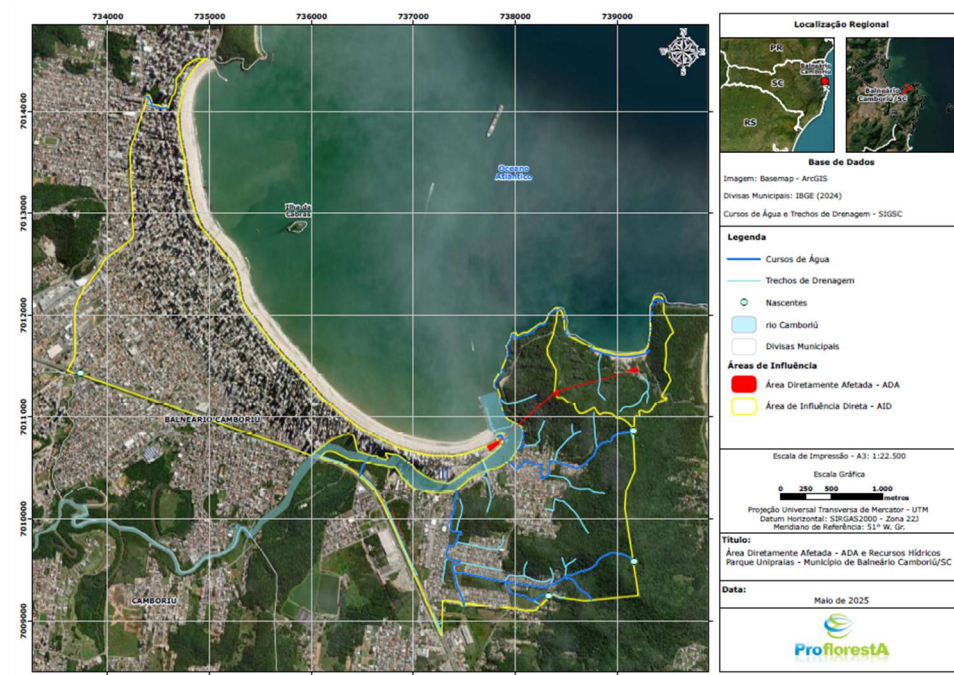 734000
735000
736000
737000
738000
739000
7014000
7013000
7012000
7011000
7010000
7009000
N
S
Oceano
Atlântico
Ilha de
Cabras
BALNEÁRIO CAMBORIÚ
CAMBORIÚ
Localização Regional
PR
Balneário
Camboriú
SC
RS
Balneário
Camboriú/SC
Base de Dados
Imagem: Basemap - ArcGIS
Divisas Municipais: IBGE (2024)
Cursos de Água e Trechos de Drenagem - SIGSC
Legenda
Cursos de Água
Trechos de Drenagem
Nascentes
rio Camboriú
Divisas Municipais
Áreas de Influência
Área Diretamente Afetada - ADA
Área de Influência Direta - AID
Escala de Impressão - A3: 1:22.500
Escala Gráfica
0 250 500 1.000
metros
Projeção Universal Transversa de Mercator - UTM
Datum Horizontal: SIRGAS2000 - Zona 22J
Meridiano de Referência: 51° W. Gr.
Título:
Área Diretamente Afetada - ADA e Recursos Hídricos
Parque Unipraias - Município de Balneário Camboriú/SC
Data:
Maio de 2025
ProflorestA